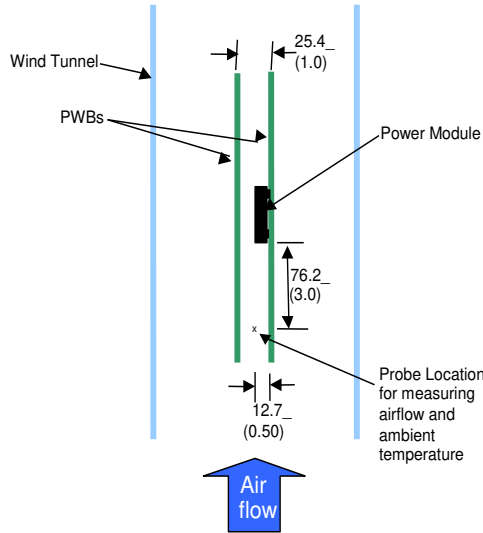 25.4_
(1.0)
Wind Tunnel
PWBs
Power Module
76.2_
(3.0)
x
Probe Location
for measuring
airflow and
ambient
temperature
12.7_
(0.50)
Air
flow